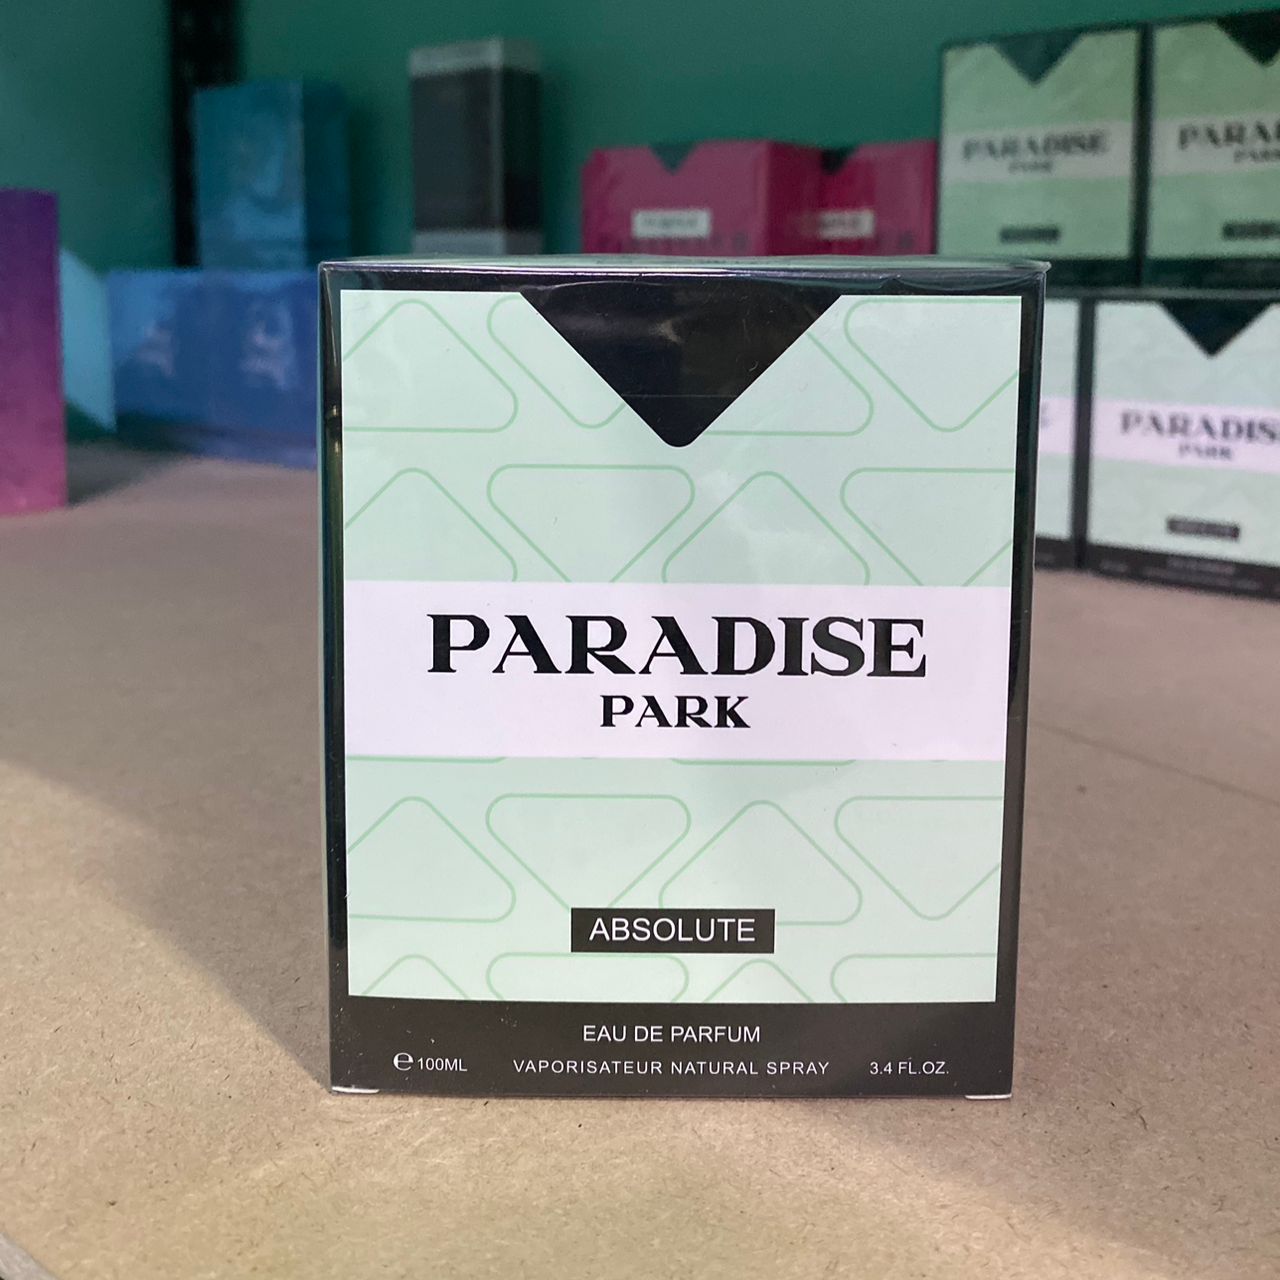 PARADISE
PARK
ABSOLUTE
EAU DE PARFUM
℮ 100ML VAPORISATEUR NATURAL SPRAY 3.4 FL.OZ.
PARADISE
PARK
PARADISE
PARK